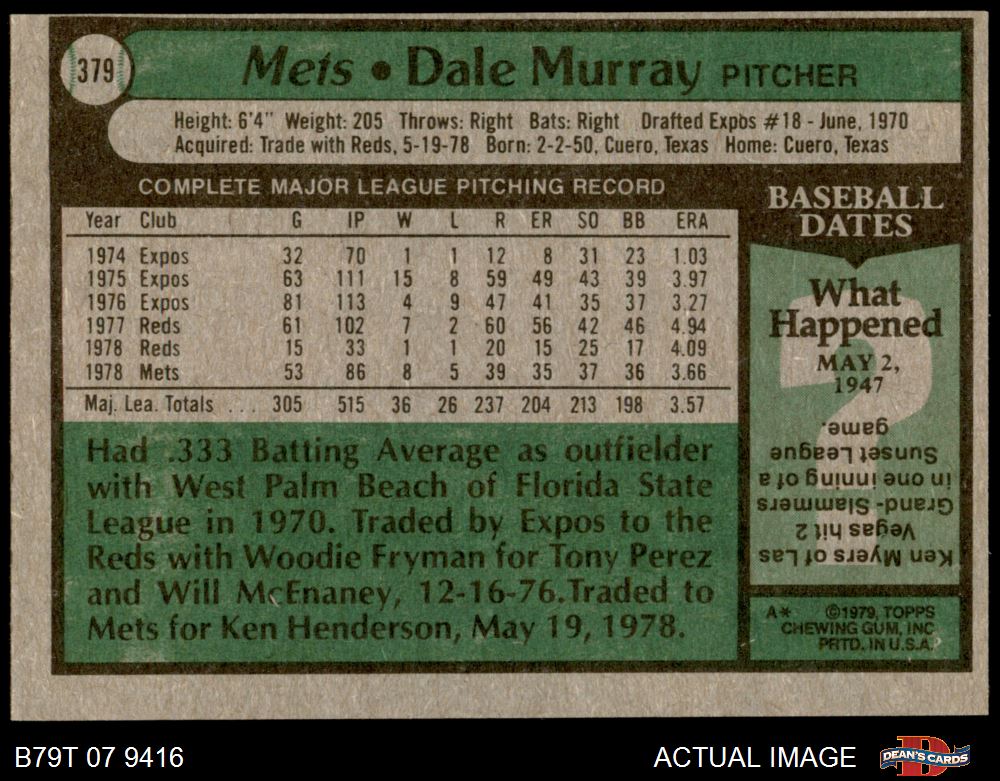 379
Mets • Dale Murray PITCHER
Height: 6'4" Weight: 205 Throws: Right Bats: Right Drafted Expos #18 - June, 1970
Acquired: Trade with Reds, 5-19-78 Born: 2-2-50, Cuero, Texas Home: Cuero, Texas
COMPLETE MAJOR LEAGUE PITCHING RECORD
Year Club G IP W L R ER SO BB ERA
1974 Expos 32 70 1 1 12 8 31 23 1.03
1975 Expos 63 111 15 8 59 49 43 39 3.97
1976 Expos 81 113 4 9 47 41 35 37 3.27
1977 Reds 61 102 7 2 60 56 42 46 4.94
1978 Reds 15 33 1 1 20 15 25 17 4.09
1978 Mets 53 86 8 5 39 35 37 36 3.66
Maj. Lea. Totals ... 305 515 36 26 237 204 213 198 3.57
Had .333 Batting Average as outfielder
with West Palm Beach of Florida State
League in 1970. Traded by Expos to the
Reds with Woodie Fryman for Tony Perez
and Will McEnaney, 12-16-76.Traded to
Mets for Ken Henderson, May 19, 1978.
BASEBALL
DATES
What
Happened
MAY 2,
1947
?
Ken Myers of Las
Vegas hit 2
Grand-Slammers
in one inning of a
Sunset League
game.
A* ©1979, TOPPS
CHEWING GUM, INC
PRTD. IN U.S.A.
B79T 07 9416
ACTUAL IMAGE
D
DEAN'S CARDS